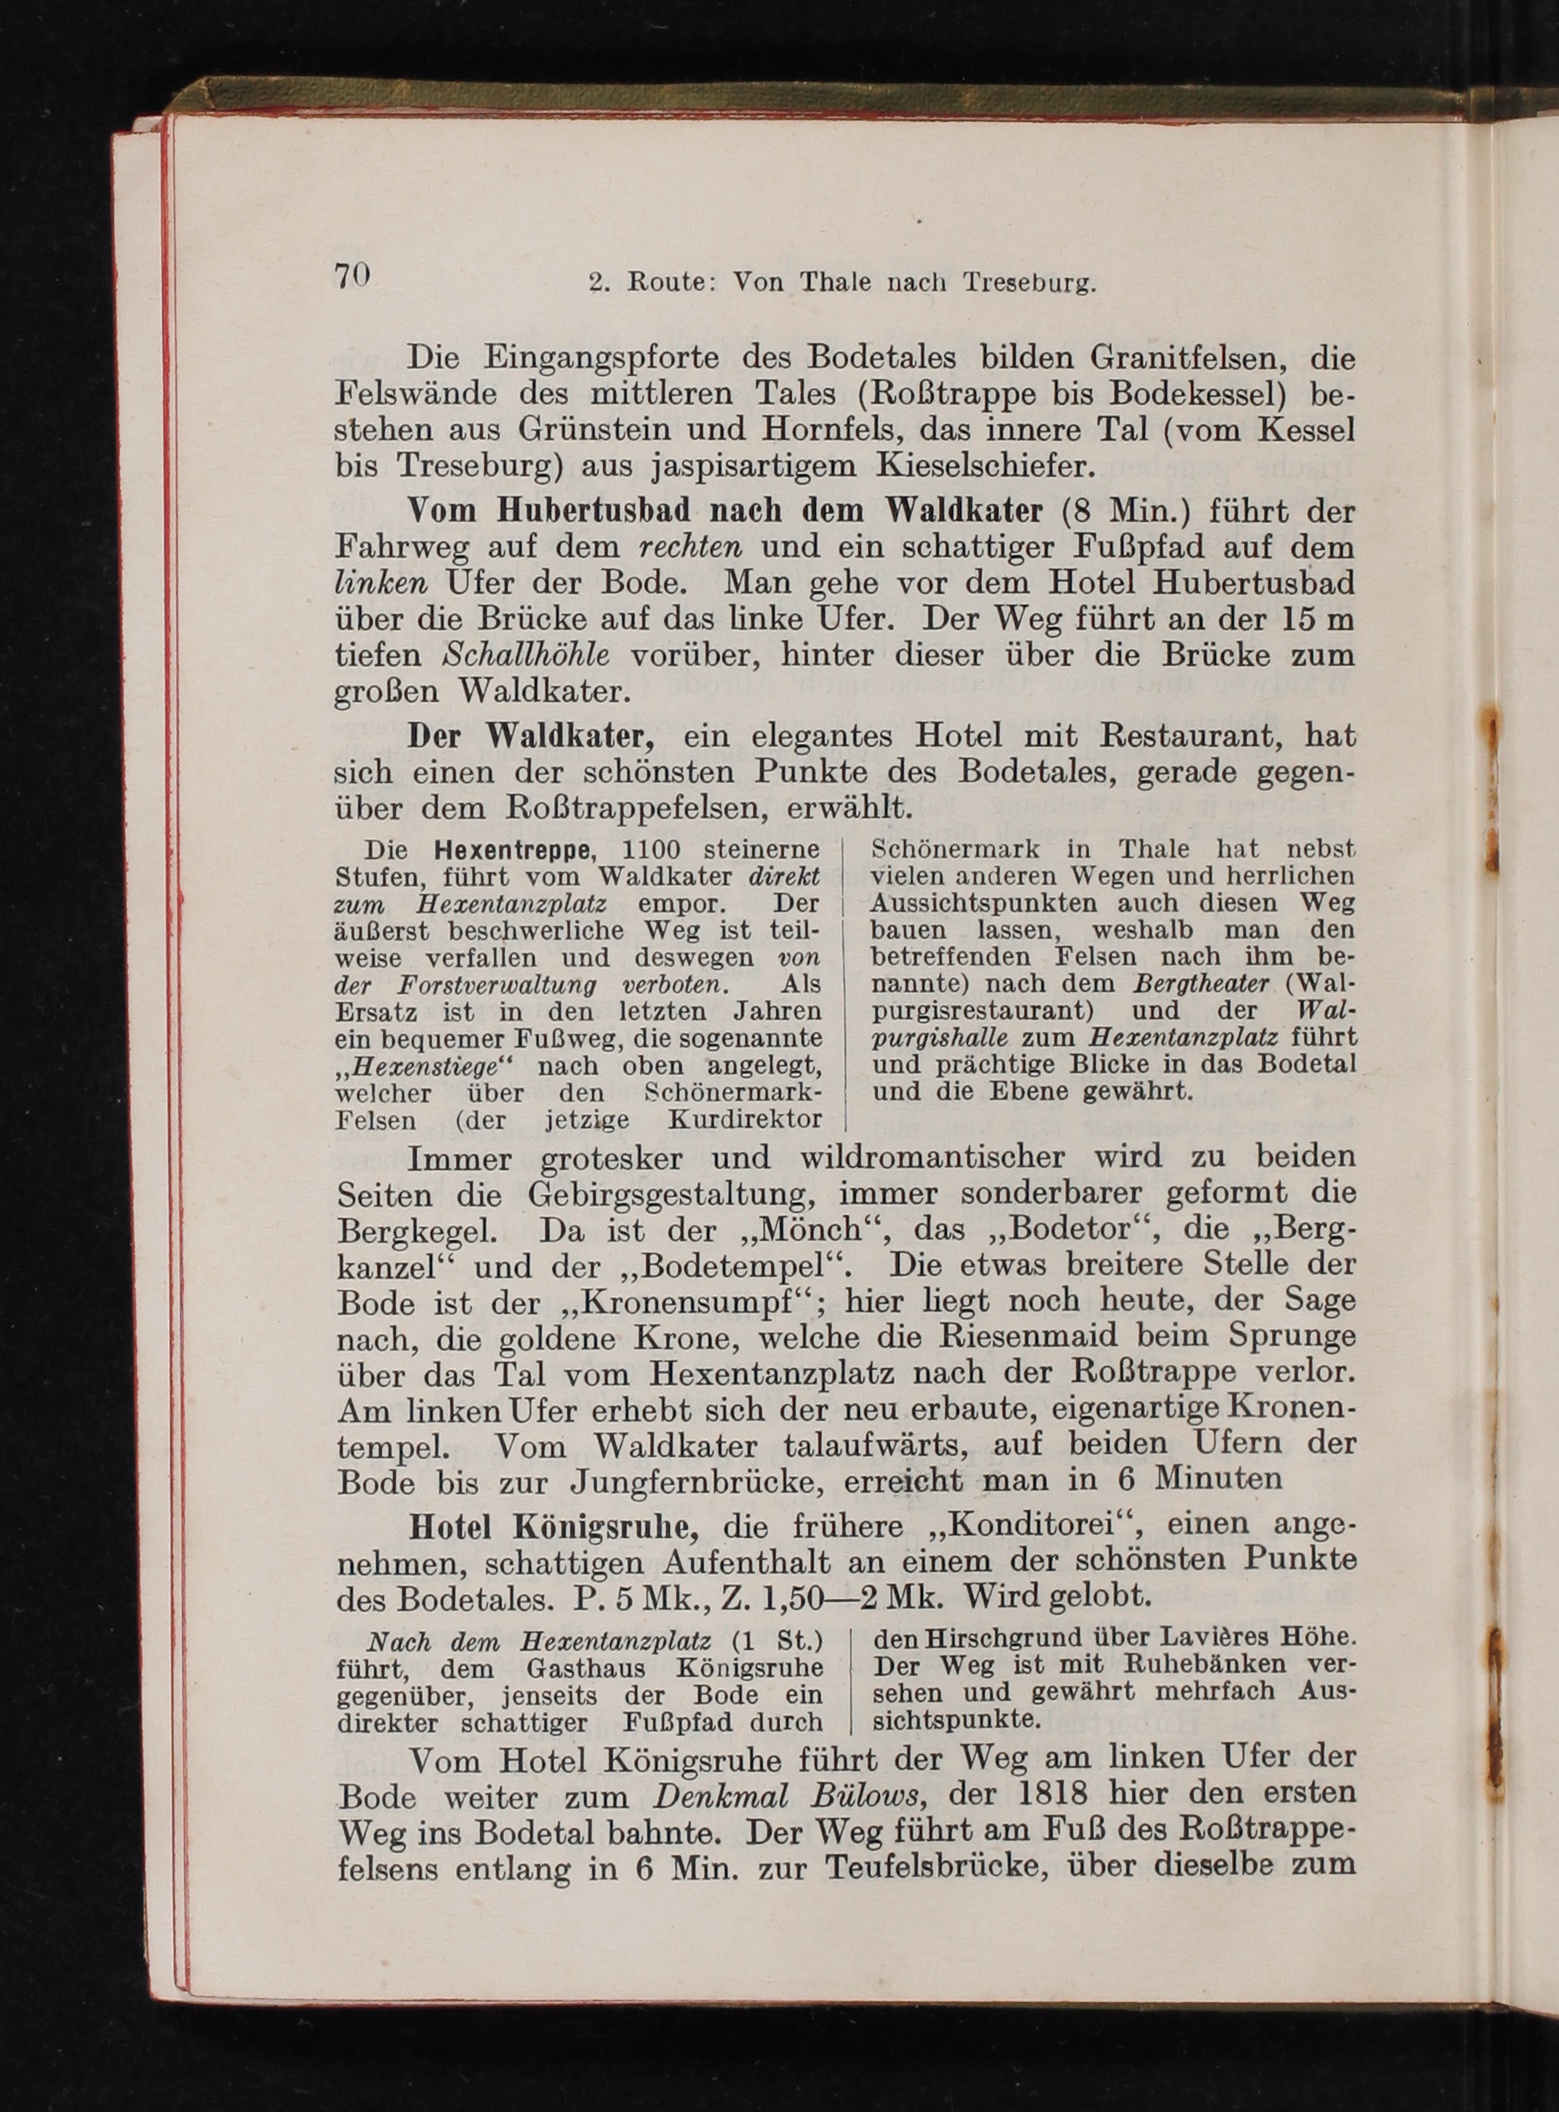 70
2. Route: Von Thale nach Treseburg.
Die Eingangspforte des Bodetales bilden Granitfelsen, die
Felswände des mittleren Tales (Roßtrappe bis Bodekessel) be-
stehen aus Grünstein und Hornfels, das innere Tal (vom Kessel
bis Treseburg) aus jaspisartigem Kieselschiefer.
Vom Hubertusbad nach dem Waldkater (8 Min.) führt der
Fahrweg auf dem rechten und ein schattiger Fußpfad auf dem
linken Ufer der Bode. Man gehe vor dem Hotel Hubertusbad
über die Brücke auf das linke Ufer. Der Weg führt an der 15 m
tiefen Schallhöhle vorüber, hinter dieser über die Brücke zum
großen Waldkater.
Der Waldkater, ein elegantes Hotel mit Restaurant, hat
sich einen der schönsten Punkte des Bodetales, gerade gegen-
über dem Roßtrappefelsen, erwählt.
Die Hexentreppe, 1100 steinerne
Stufen, führt vom Waldkater direkt
zum Hexentanzplatz empor. Der
äußerst beschwerliche Weg ist teil-
weise verfallen und deswegen von
der Forstverwaltung verboten. Als
Ersatz ist in den letzten Jahren
ein bequemer Fußweg, die sogenannte
„Hexenstiege“ nach oben angelegt,
welcher über den Schönermark-
Felsen (der jetzige Kurdirektor
Schönermark in Thale hat nebst
vielen anderen Wegen und herrlichen
Aussichtspunkten auch diesen Weg
bauen lassen, weshalb man den
betreffenden Felsen nach ihm be-
nannte) nach dem Bergtheater (Wal-
purgisrestaurant) und der Wal-
purgishalle zum Hexentanzplatz führt
und prächtige Blicke in das Bodetal
und die Ebene gewährt.
Immer grotesker und wildromantischer wird zu beiden
Seiten die Gebirgsgestaltung, immer sonderbarer geformt die
Bergkegel. Da ist der „Mönch“, das „Bodetor“, die „Berg-
kanzel“ und der „Bodetempel“. Die etwas breitere Stelle der
Bode ist der „Kronensumpf“; hier liegt noch heute, der Sage
nach, die goldene Krone, welche die Riesenmaid beim Sprunge
über das Tal vom Hexentanzplatz nach der Roßtrappe verlor.
Am linken Ufer erhebt sich der neu erbaute, eigenartige Kronen-
tempel. Vom Waldkater talaufwärts, auf beiden Ufern der
Bode bis zur Jungfernbrücke, erreicht man in 6 Minuten
Hotel Königsruhe, die frühere „Konditorei“, einen ange-
nehmen, schattigen Aufenthalt an einem der schönsten Punkte
des Bodetales. P. 5 Mk., Z. 1,50—2 Mk. Wird gelobt.
Nach dem Hexentanzplatz (1 St.)
führt, dem Gasthaus Königsruhe
gegenüber, jenseits der Bode ein
direkter schattiger Fußpfad durch
den Hirschgrund über Lavières Höhe.
Der Weg ist mit Ruhebänken ver-
sehen und gewährt mehrfach Aus-
sichtspunkte.
Vom Hotel Königsruhe führt der Weg am linken Ufer der
Bode weiter zum Denkmal Bülows, der 1818 hier den ersten
Weg ins Bodetal bahnte. Der Weg führt am Fuß des Roßtrappe-
felsens entlang in 6 Min. zur Teufelsbrücke, über dieselbe zum